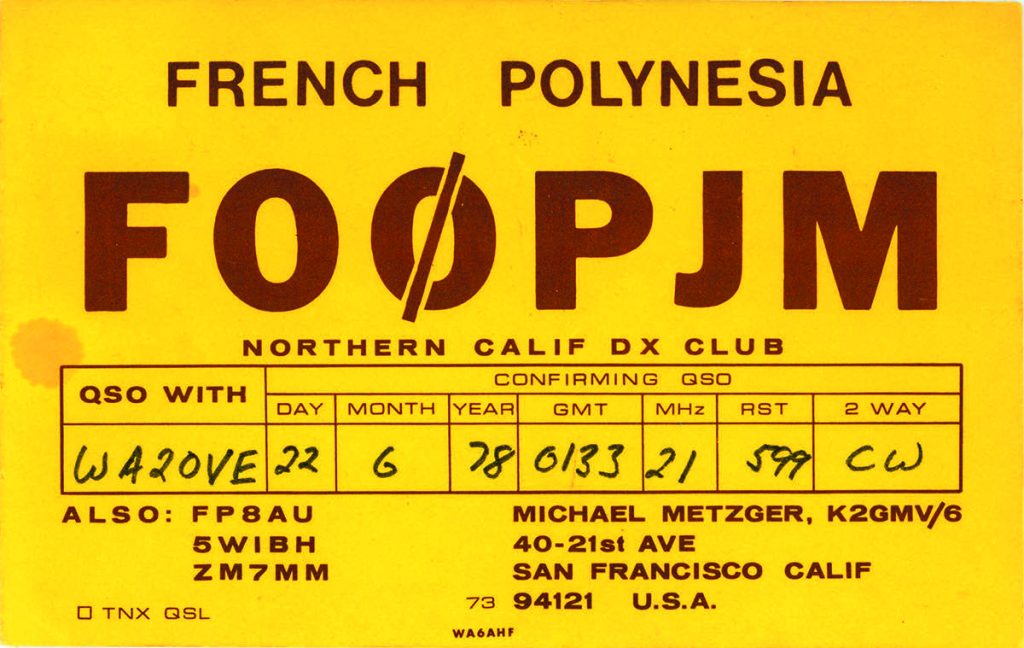 FRENCH POLYNESIA
FOØPJM
NORTHERN CALIF DX CLUB
QSO WITH CONFIRMING QSO
DAY MONTH YEAR GMT MHz RST 2 WAY
WA2OVE 22 6 78 0133 21 599 CW
ALSO: FP8AU MICHAEL METZGER, K2GMV/6
5WIBH 40-21st AVE
ZM7MM SAN FRANCISCO CALIF
73 94121 U.S.A.
TNX QSL
WA6AHF